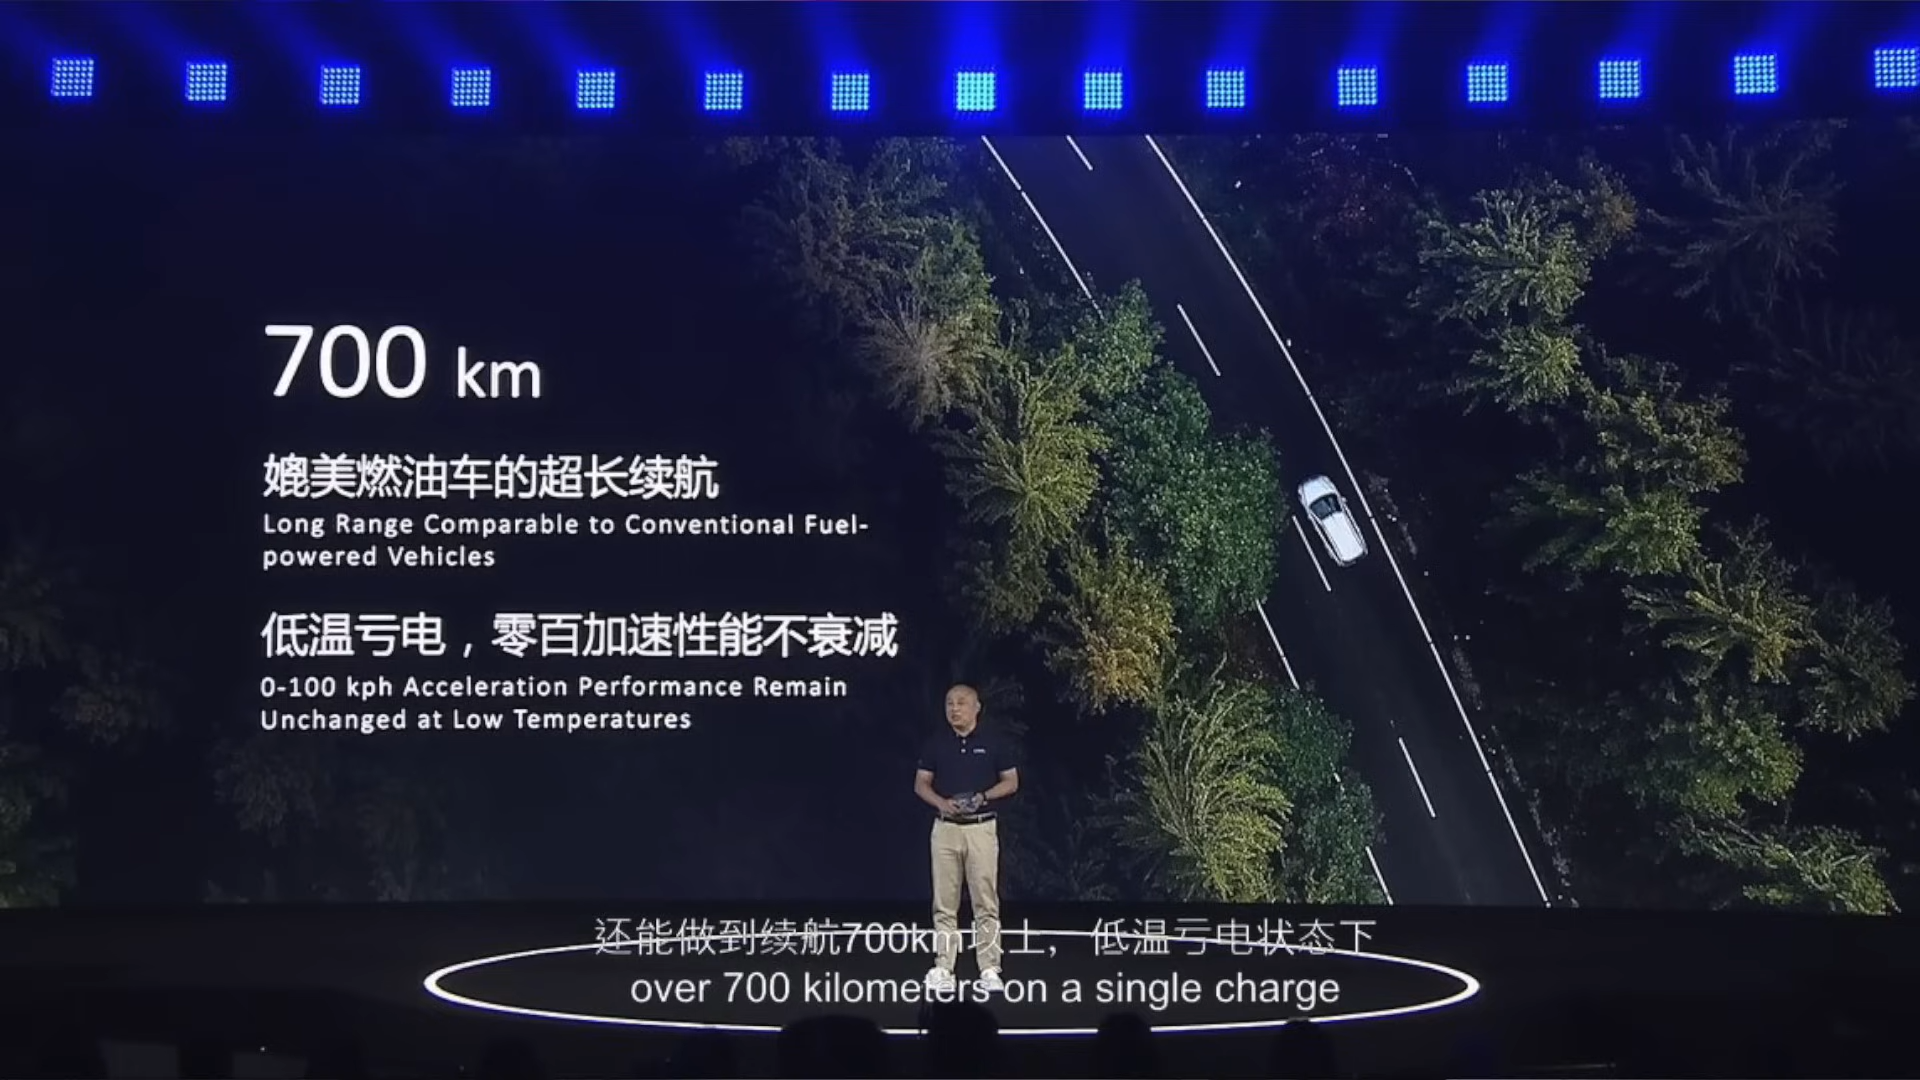 700 km
媲美燃油车的超长续航
Long Range Comparable to Conventional Fuel-
powered Vehicles
低温亏电，零百加速性能不衰减
0-100 kph Acceleration Performance Remain
Unchanged at Low Temperatures
还能做到续航700km以上，低温亏电状态下
over 700 kilometers on a single charge